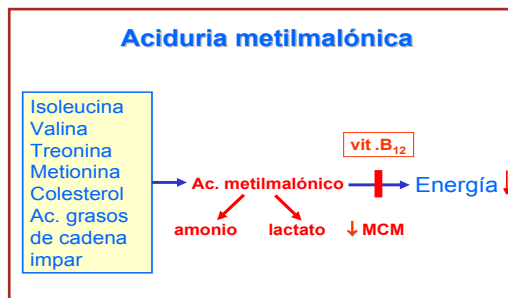 Aciduria metilmalónica
Isoleucina
Valina
Treonina
Metionina
Colesterol
Ac. grasos
de cadena
impar
vit .B12
Ac. metilmalónico
Energía ↓
amonio
lactato
↓ MCM